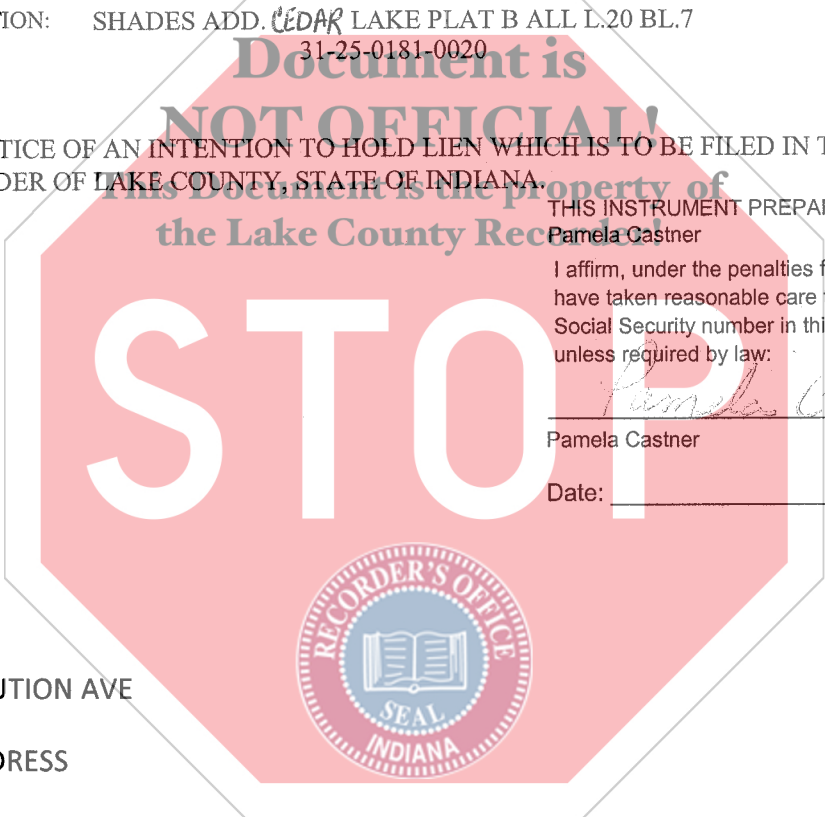 ION: SHADES ADD. CEDAR LAKE PLAT B ALL L.20 BL.7
31-25-0181-0020
Document is
NOT OFFICIAL!
TICE OF AN INTENTION TO HOLD LIEN WHICH IS TO BE FILED IN T
DER OF LAKE COUNTY, STATE OF INDIANA.
This Document is the property of
the Lake County Recorder!
THIS INSTRUMENT PREPA
Pamela Castner
I affirm, under the penalties f
have taken reasonable care
Social Security number in thi
unless required by law:
Pamela C
Pamela Castner
Date:
STOP
RECORDER'S OFFICE
SEAL
INDIANA
UTION AVE
DRESS